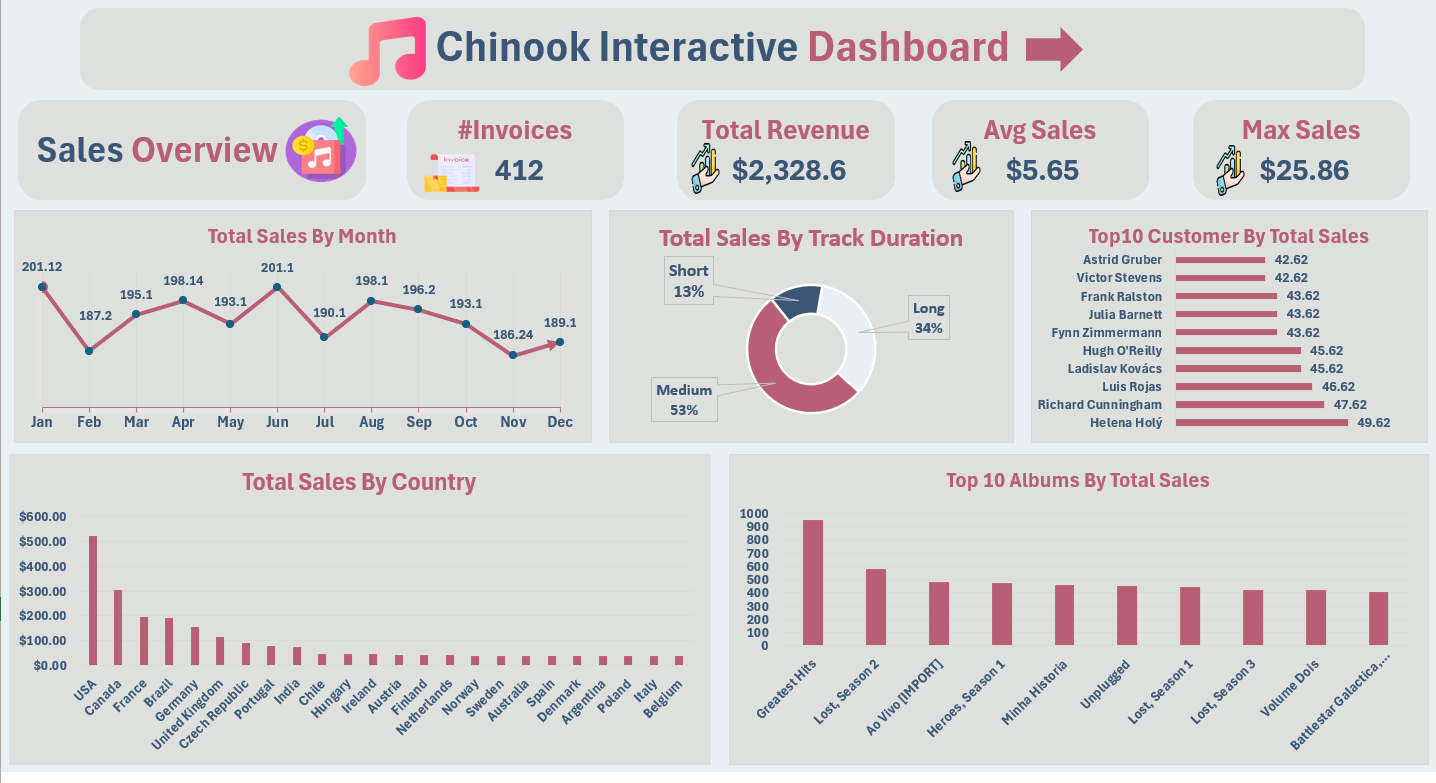 Chinook Interactive Dashboard
Sales Overview
#Invoices
Invoice
412
Total Revenue
$2,328.6
Avg Sales
$5.65
Max Sales
$25.86
Total Sales By Month
201.12
187.2
195.1
198.14
193.1
201.1
190.1
198.1
196.2
193.1
186.24
189.1
Jan Feb Mar Apr May Jun Jul Aug Sep Oct Nov Dec
Total Sales By Track Duration
Short
13%
Long
34%
Medium
53%
Top10 Customer By Total Sales
Astrid Gruber 42.62
Victor Stevens 42.62
Frank Ralston 43.62
Julia Barnett 43.62
Fynn Zimmermann 43.62
Hugh O'Reilly 45.62
Ladislav Kovács 45.62
Luis Rojas 46.62
Richard Cunningham 47.62
Helena Holý 49.62
Total Sales By Country
$600.00
$500.00
$400.00
$300.00
$200.00
$100.00
$0.00
USA
Canada
France
Brazil
Germany
United Kingdom
Czech Republic
Portugal
India
Chile
Hungary
Ireland
Austria
Finland
Netherlands
Norway
Sweden
Australia
Spain
Denmark
Argentina
Poland
Italy
Belgium
Top 10 Albums By Total Sales
1000
900
800
700
600
500
400
300
200
100
0
Greatest Hits
Lost, Season 2
Ao Vivo [IMPORT]
Heroes, Season 1
Minha Historia
Unplugged
Lost, Season 1
Lost, Season 3
Volume Dois
Battlestar Galactica,...